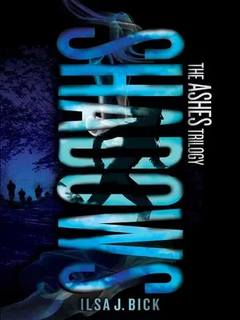 THE ASHES TRILOGY
SHADOWS
ILSA J. BICK